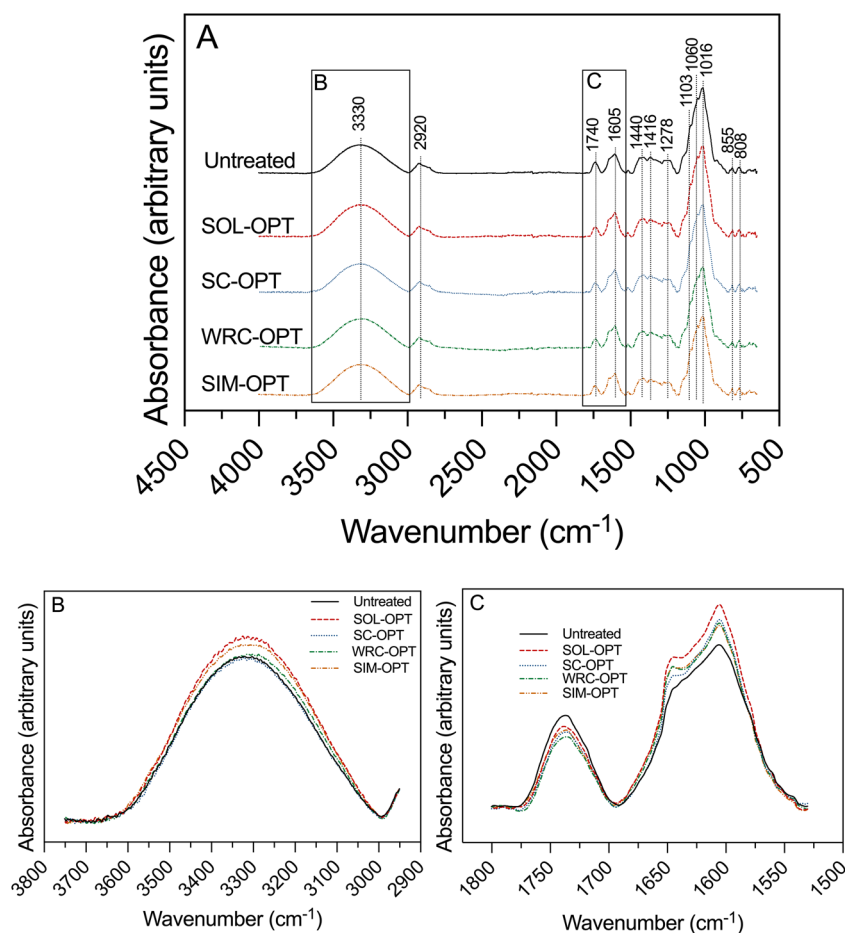 A
B
C
3330
2920
1740
1605
1440
1416
1278
1103
1060
1016
855
808
Untreated
SOL-OPT
SC-OPT
WRC-OPT
SIM-OPT
Absorbance (arbitrary units)
4500
4000
3500
3000
2500
2000
1500
1000
500
Wavenumber (cm⁻¹)
B
Untreated
SOL-OPT
SC-OPT
WRC-OPT
SIM-OPT
Absorbance (arbitrary units)
3800
3700
3600
3500
3400
3300
3200
3100
3000
2900
Wavenumber (cm⁻¹)
C
Untreated
SOL-OPT
SC-OPT
WRC-OPT
SIM-OPT
Absorbance (arbitrary units)
1800
1750
1700
1650
1600
1550
1500
Wavenumber (cm⁻¹)